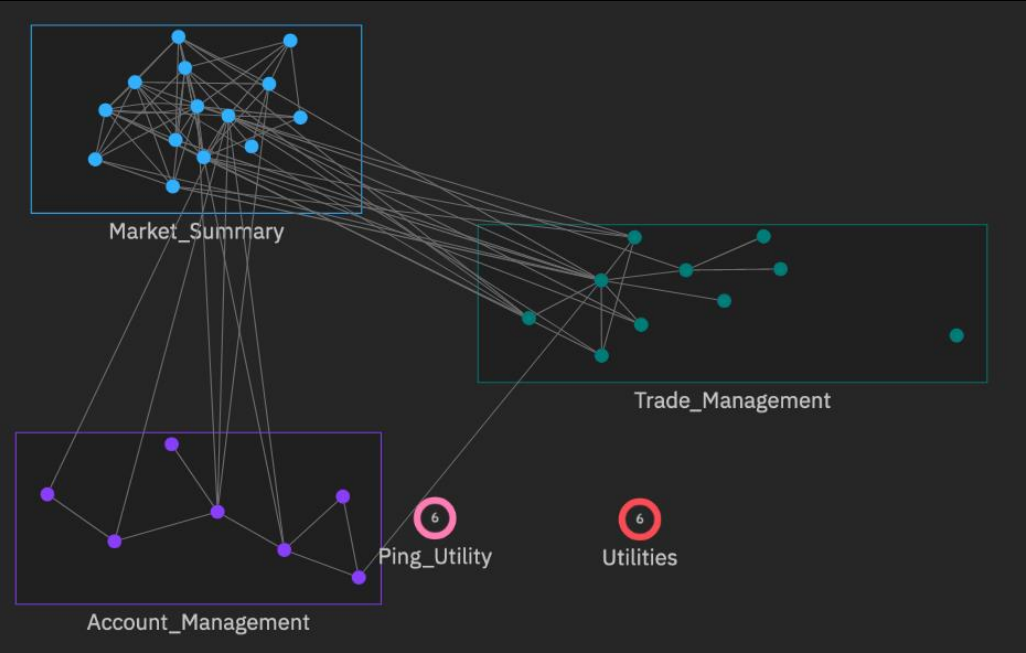 Market_Summary
Trade_Management
6
6
Ping_Utility
Utilities
Account_Management